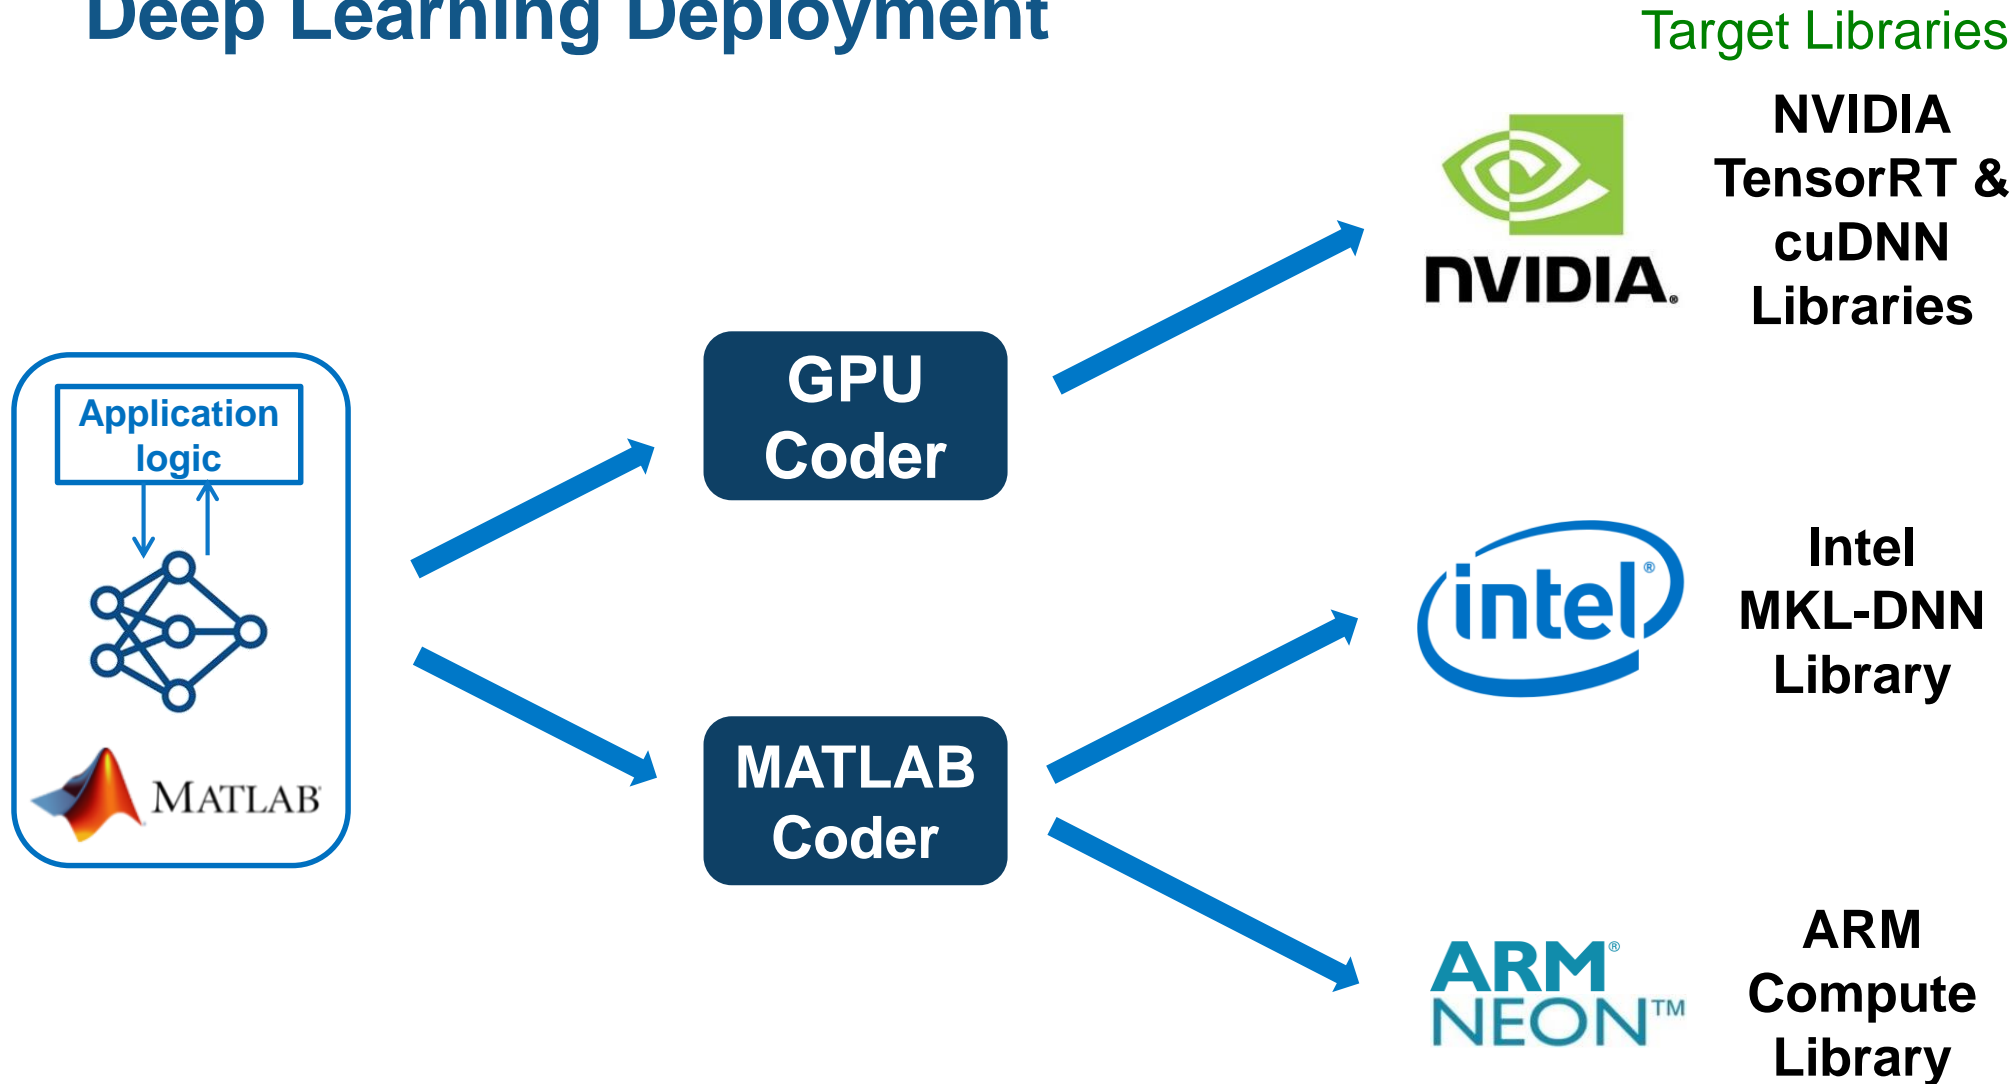 Deep Learning Deployment
Target Libraries
NVIDIA
TensorRT &
cuDNN
Libraries
nVIDIA®
GPU
Coder
Application
logic
MATLAB®
MATLAB
Coder
intel®
Intel
MKL-DNN
Library
ARM®
NEON™
ARM
Compute
Library